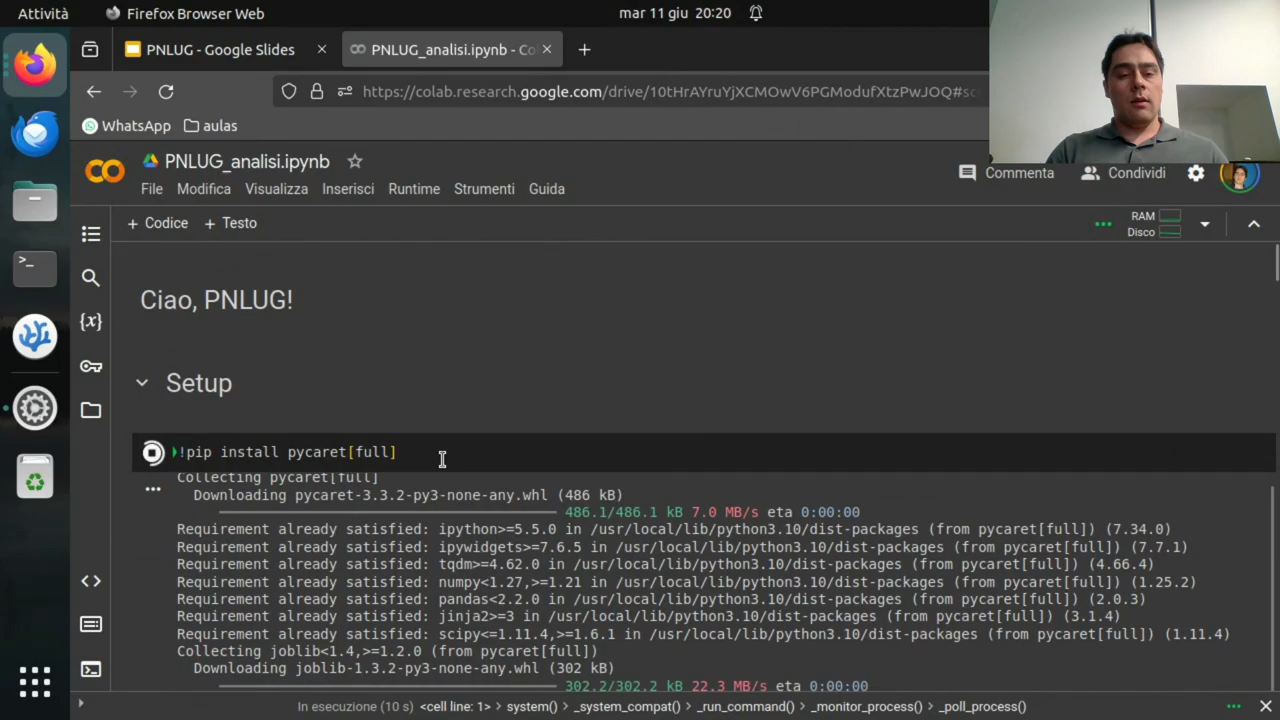 Attività
Firefox Browser Web
mar 11 giu 20:20
PNLUG - Google Slides
PNLUG_analisi.ipynb - Co
https://colab.research.google.com/drive/10tHrAYruYjXCMOwV6PGModufXtzPwJOQ#sc
WhatsApp
aulas
PNLUG_analisi.ipynb
Commenta
Condividi
File Modifica Visualizza Inserisci Runtime Strumenti Guida
+ Codice + Testo
RAM
Disco
Ciao, PNLUG!
Setup
!pip install pycaret[full]
Collecting pycaret[full]
Downloading pycaret-3.3.2-py3-none-any.whl (486 kB)
486.1/486.1 kB 7.0 MB/s eta 0:00:00
Requirement already satisfied: ipython>=5.5.0 in /usr/local/lib/python3.10/dist-packages (from pycaret[full]) (7.34.0)
Requirement already satisfied: ipywidgets>=7.6.5 in /usr/local/lib/python3.10/dist-packages (from pycaret[full]) (7.7.1)
Requirement already satisfied: tqdm>=4.62.0 in /usr/local/lib/python3.10/dist-packages (from pycaret[full]) (4.66.4)
Requirement already satisfied: numpy<1.27,>=1.21 in /usr/local/lib/python3.10/dist-packages (from pycaret[full]) (1.25.2)
Requirement already satisfied: pandas<2.2.0 in /usr/local/lib/python3.10/dist-packages (from pycaret[full]) (2.0.3)
Requirement already satisfied: jinja2>=3 in /usr/local/lib/python3.10/dist-packages (from pycaret[full]) (3.1.4)
Requirement already satisfied: scipy<=1.11.4,>=1.6.1 in /usr/local/lib/python3.10/dist-packages (from pycaret[full]) (1.11.4)
Collecting joblib<1.4,>=1.2.0 (from pycaret[full])
Downloading joblib-1.3.2-py3-none-any.whl (302 kB)
302.2/302.2 kB 22.3 MB/s eta 0:00:00
In esecuzione (10 s) <cell line: 1> > system() > _system_compat() > _run_command() > _monitor_process() > _poll_process()